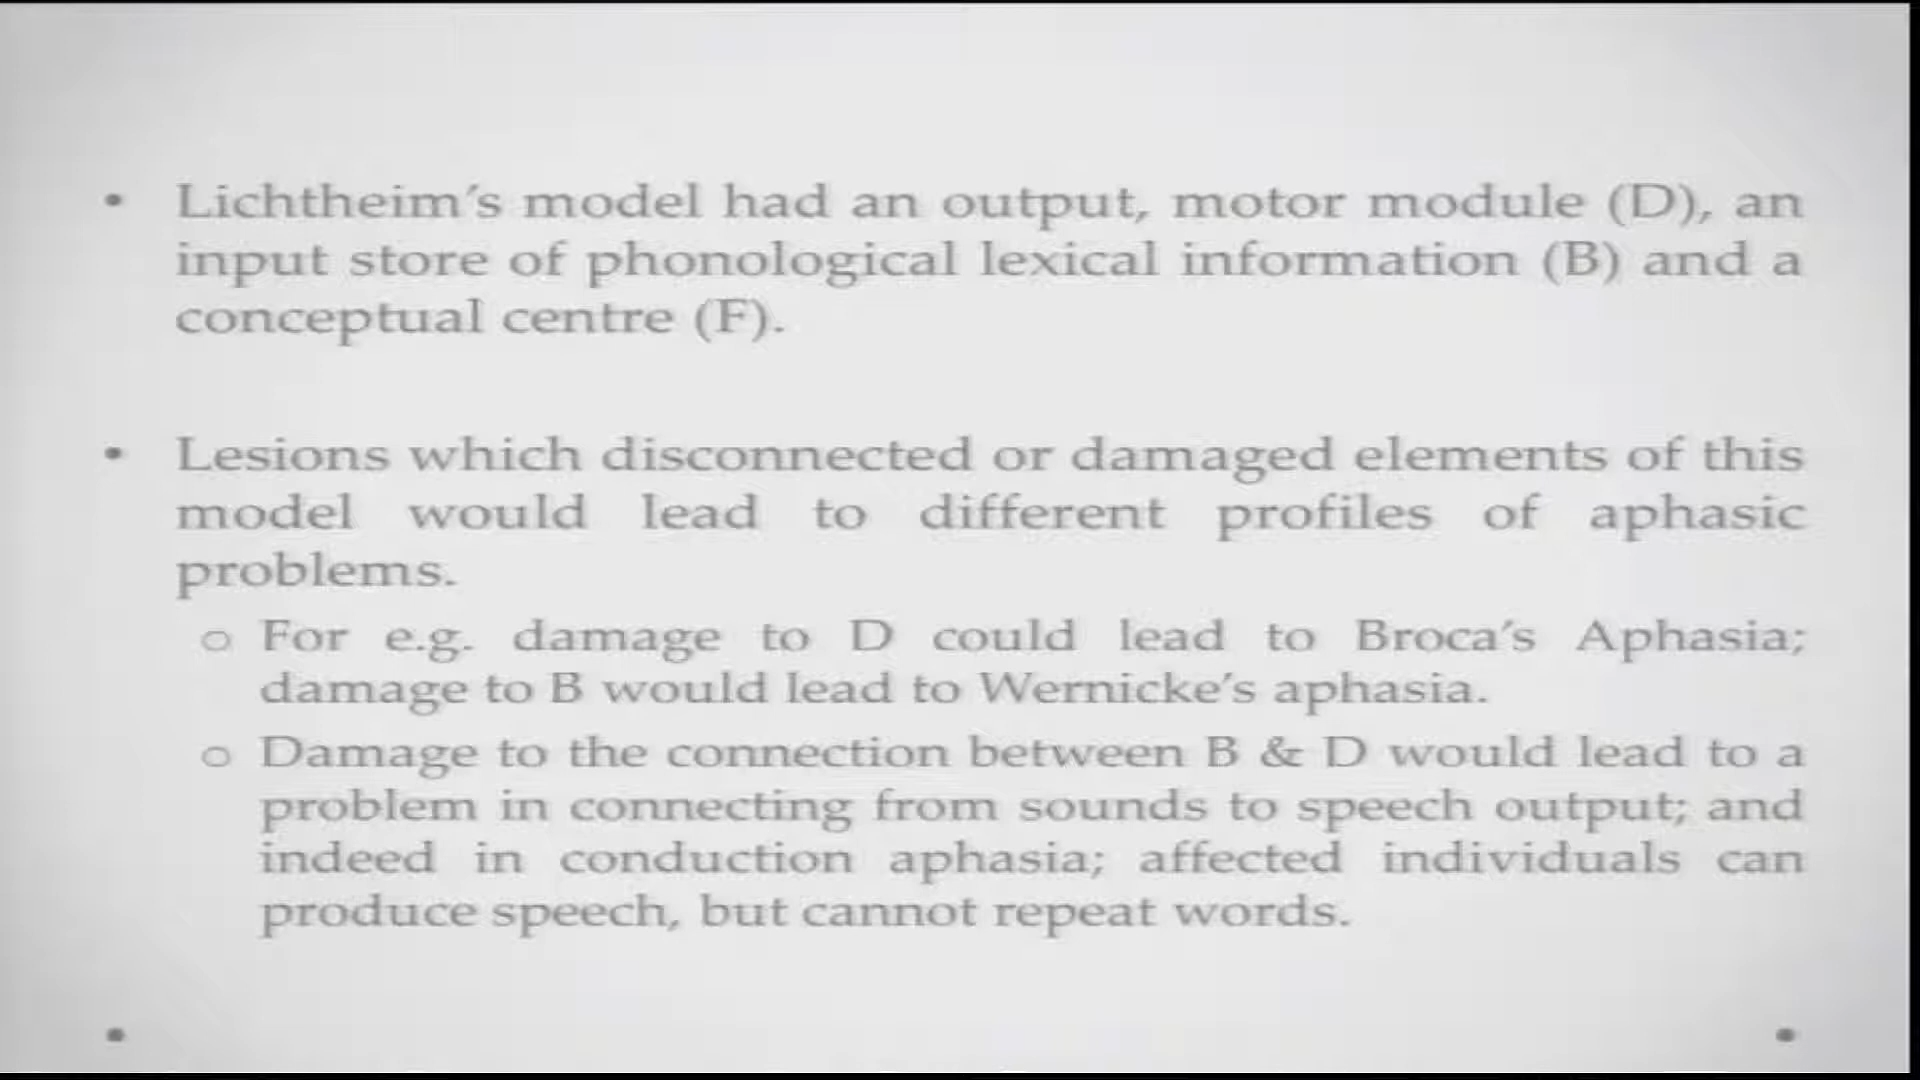 • Lichtheim's model had an output, motor module (D), an
input store of phonological lexical information (B) and a
conceptual centre (F).
• Lesions which disconnected or damaged elements of this
model would lead to different profiles of aphasic
problems.
o For e.g. damage to D could lead to Broca's Aphasia;
damage to B would lead to Wernicke's aphasia.
o Damage to the connection between B & D would lead to a
problem in connecting from sounds to speech output; and
indeed in conduction aphasia; affected individuals can
produce speech, but cannot repeat words.